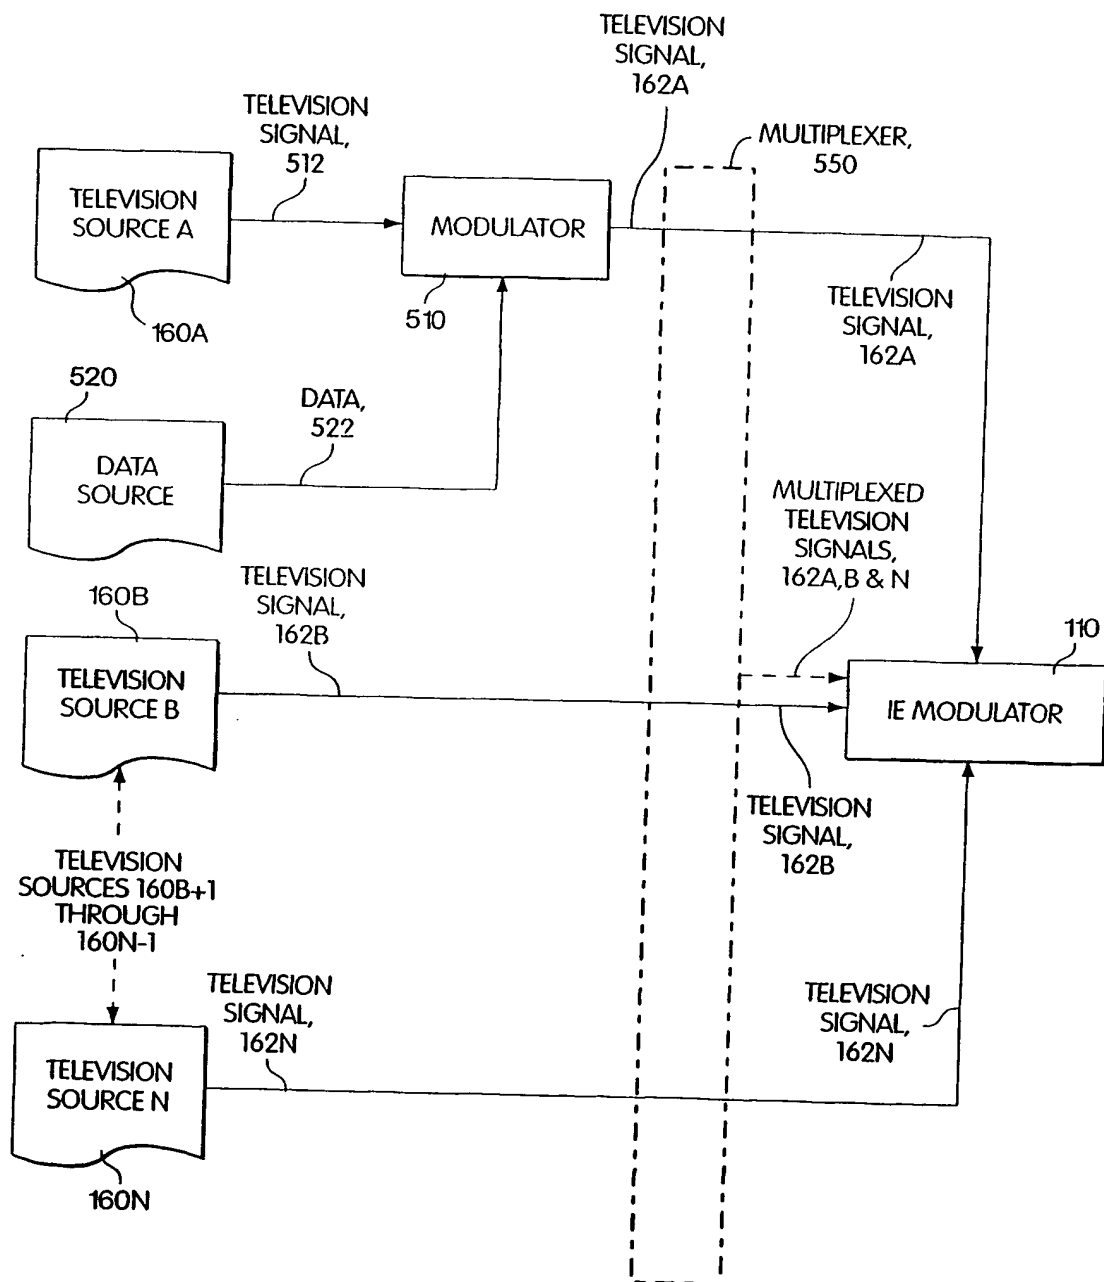 TELEVISION
SIGNAL,
162A
TELEVISION
SIGNAL,
512
MULTIPLEXER,
550
TELEVISION
SOURCE A
MODULATOR
160A
510
TELEVISION
SIGNAL,
162A
520
DATA,
522
DATA
SOURCE
MULTIPLEXED
TELEVISION
SIGNALS,
162A,B & N
160B
TELEVISION
SIGNAL,
162B
110
TELEVISION
SOURCE B
IE MODULATOR
TELEVISION
SIGNAL,
162B
TELEVISION
SOURCES 160B+1
THROUGH
160N-1
TELEVISION
SIGNAL,
162N
TELEVISION
SIGNAL,
162N
TELEVISION
SOURCE N
160N